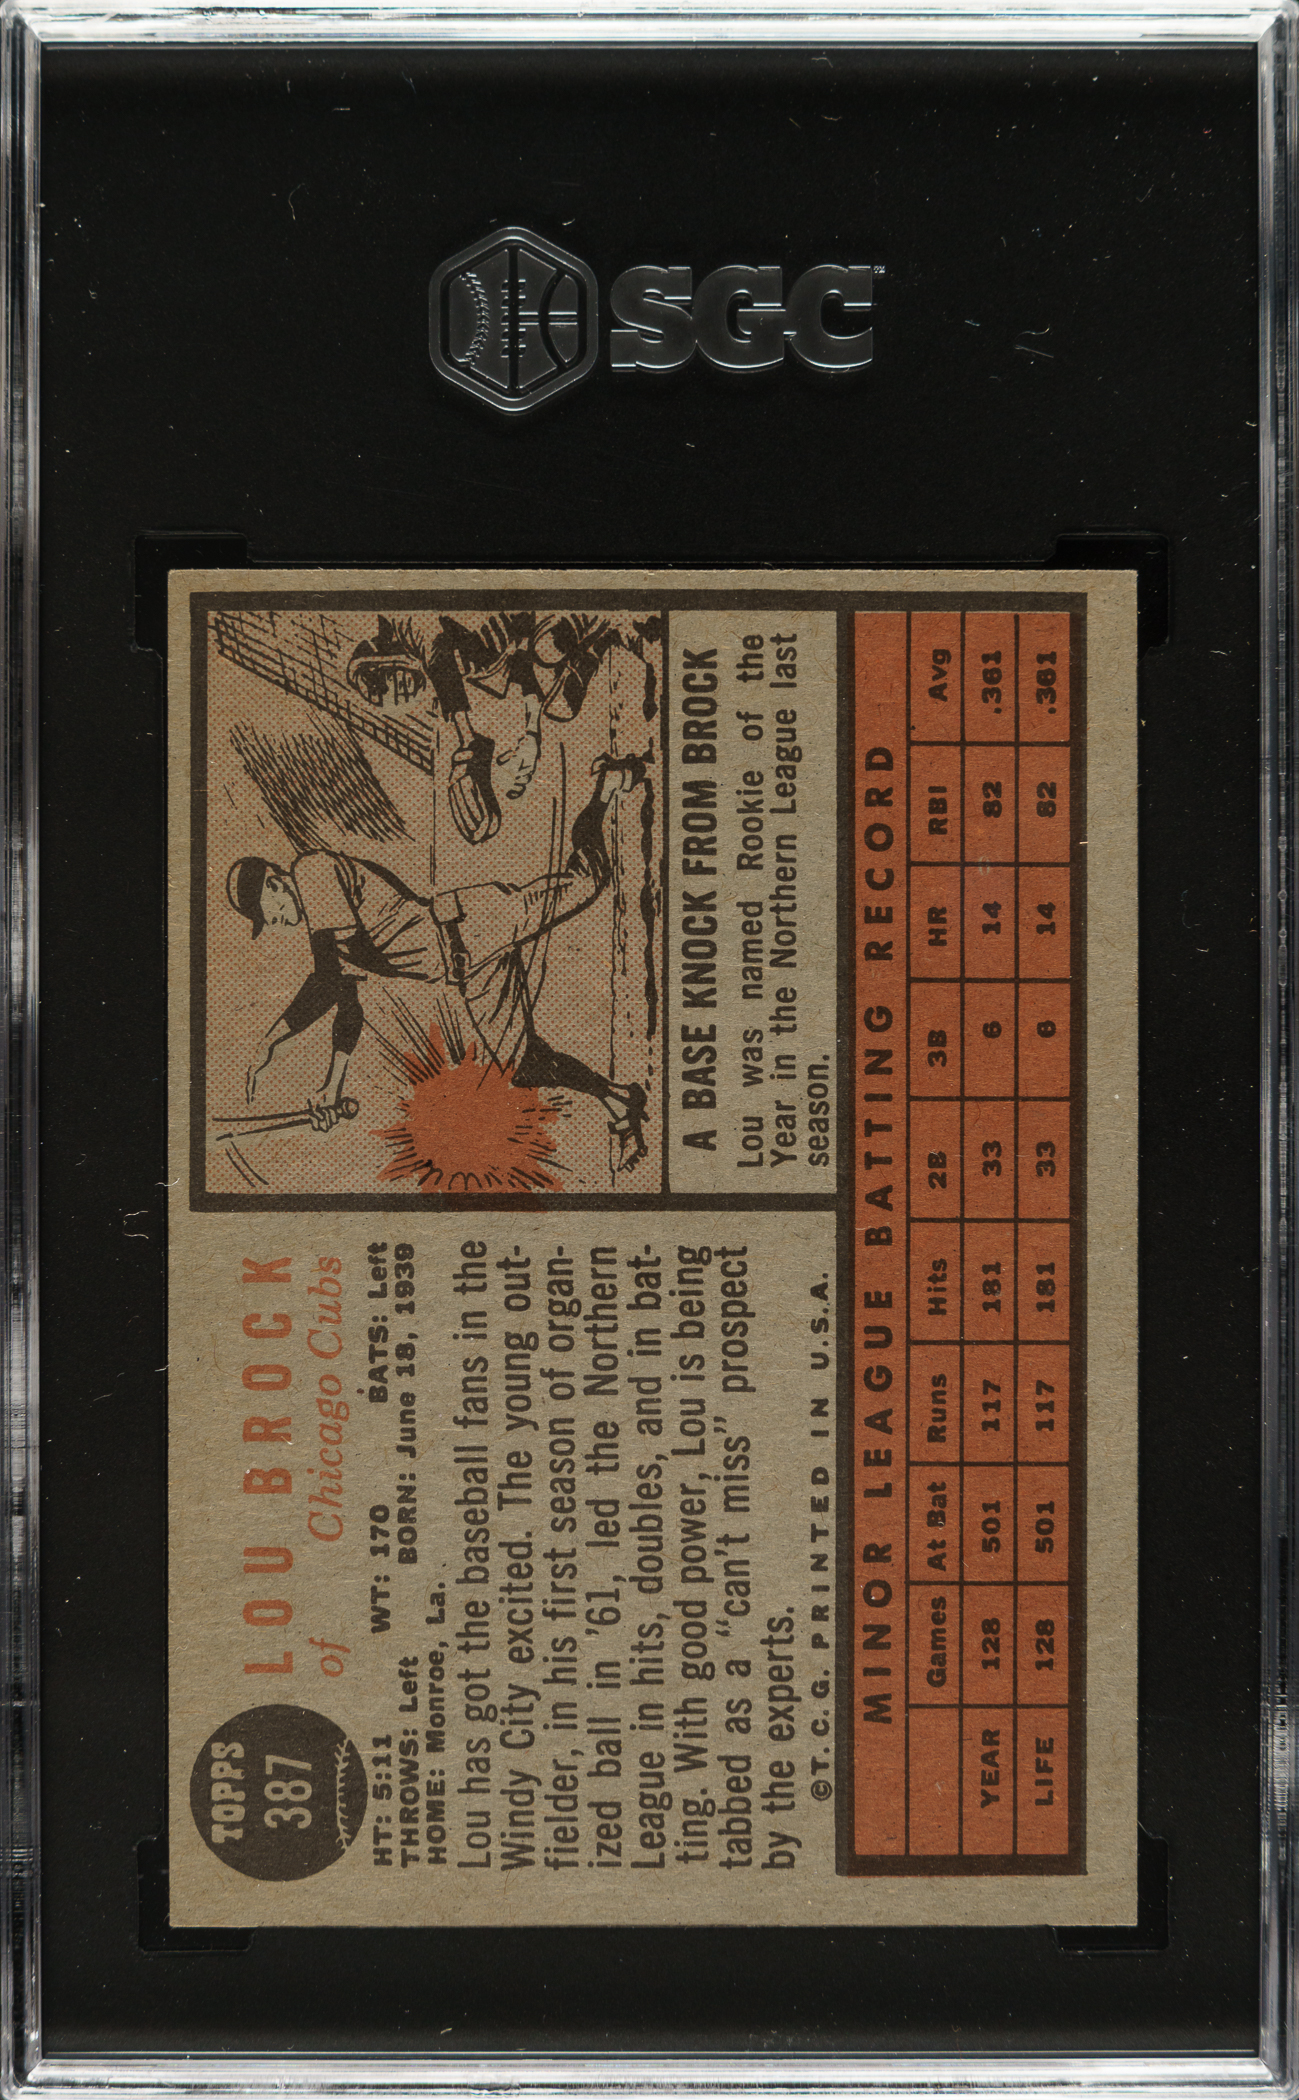 SGC
TOPPS
387
LOU BROCK
of Chicago Cubs
HT: 5:11 WT: 170 BATS: Left
THROWS: Left BORN: June 18, 1939
HOME: Monroe, La.
Lou has got the baseball fans in the
Windy City excited. The young out-
fielder, in his first season of organ-
ized ball in '61, led the Northern
League in hits, doubles, and in bat-
ting. With good power, Lou is being
tabbed as a “can't miss” prospect
by the experts.
©T. C. G. PRINTED IN U.S.A.
A BASE KNOCK FROM BROCK
Lou was named Rookie of the
Year in the Northern League last
season.
MINOR LEAGUE BATTING RECORD
Games At Bat Runs Hits 2B 3B HR RBI Avg
YEAR 128 501 117 181 33 6 14 82 .361
LIFE 128 501 117 181 33 6 14 82 .361